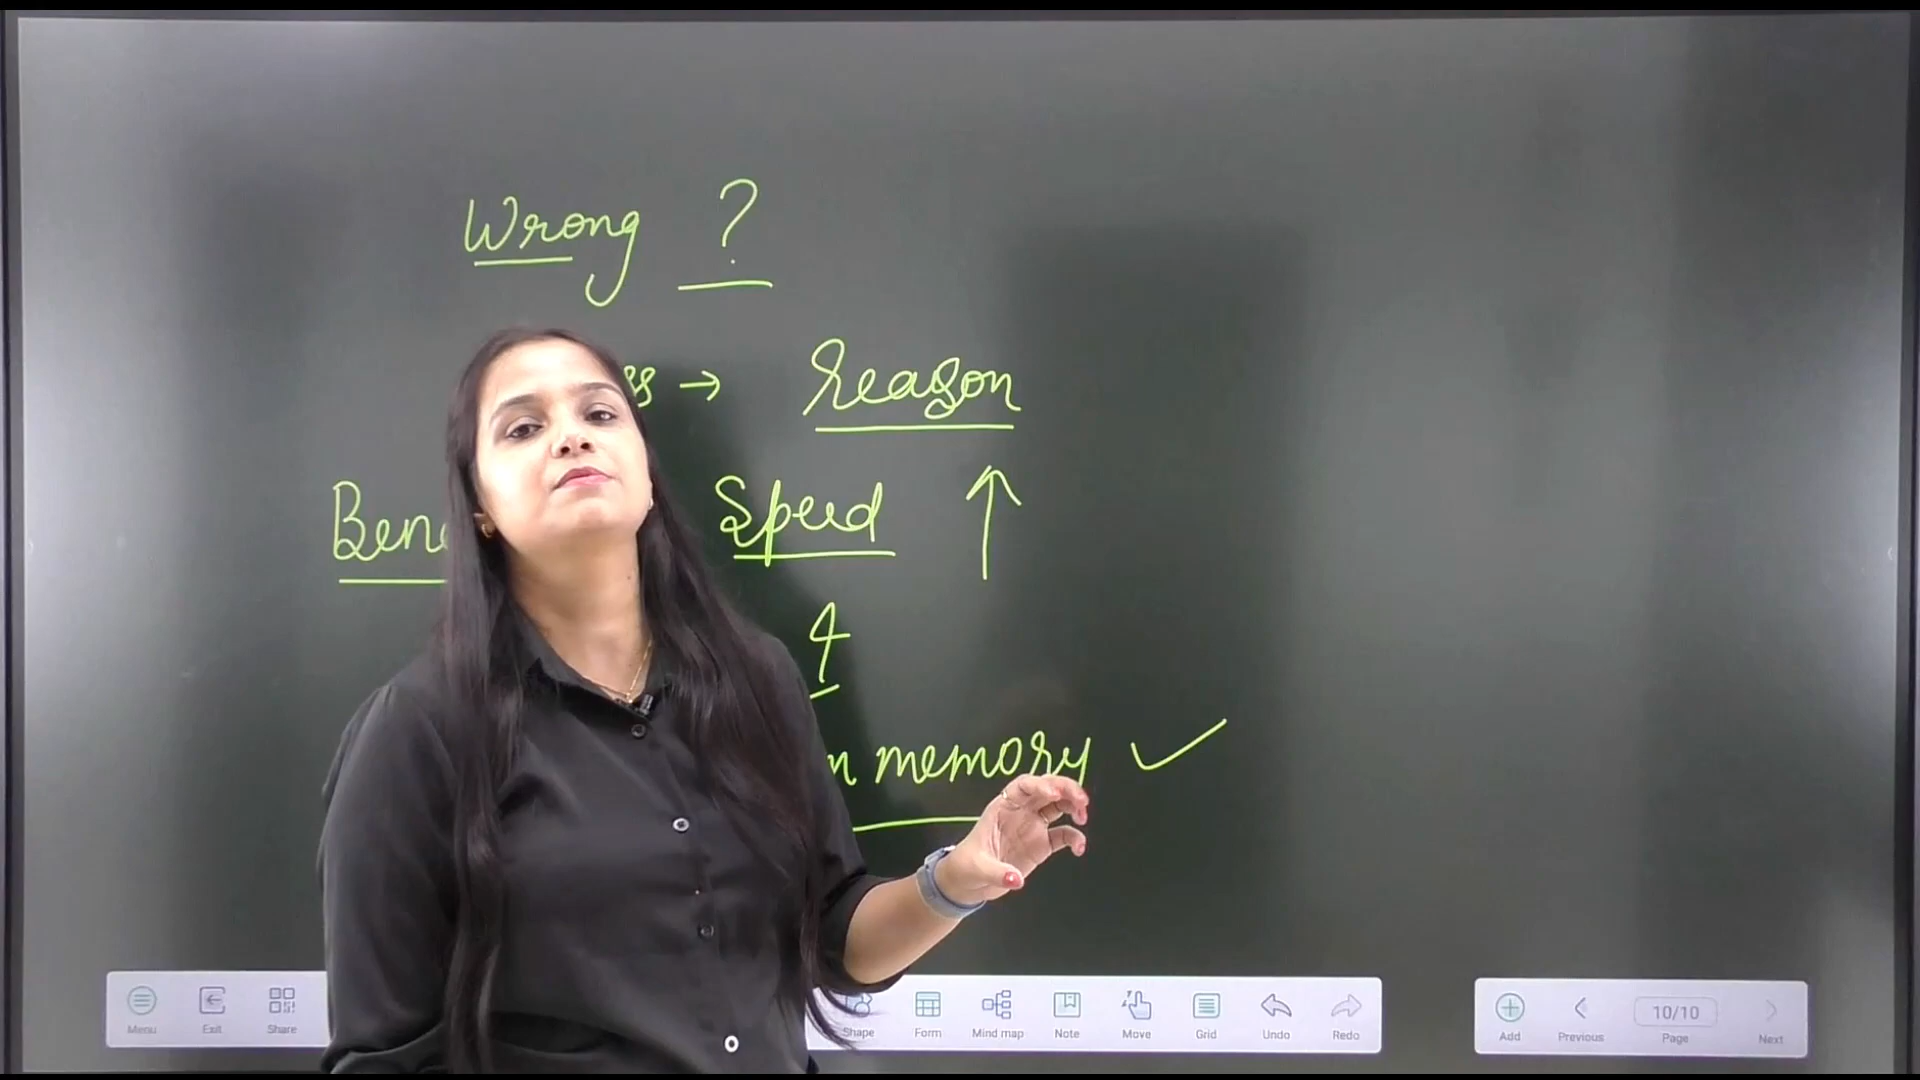 Wrong ?
→ Reason
Speed ↑
4
memory ✓
Menu Exit Share Shape Form Mind map Note Move Grid Undo Redo
Add Previous 10/10 Page Next